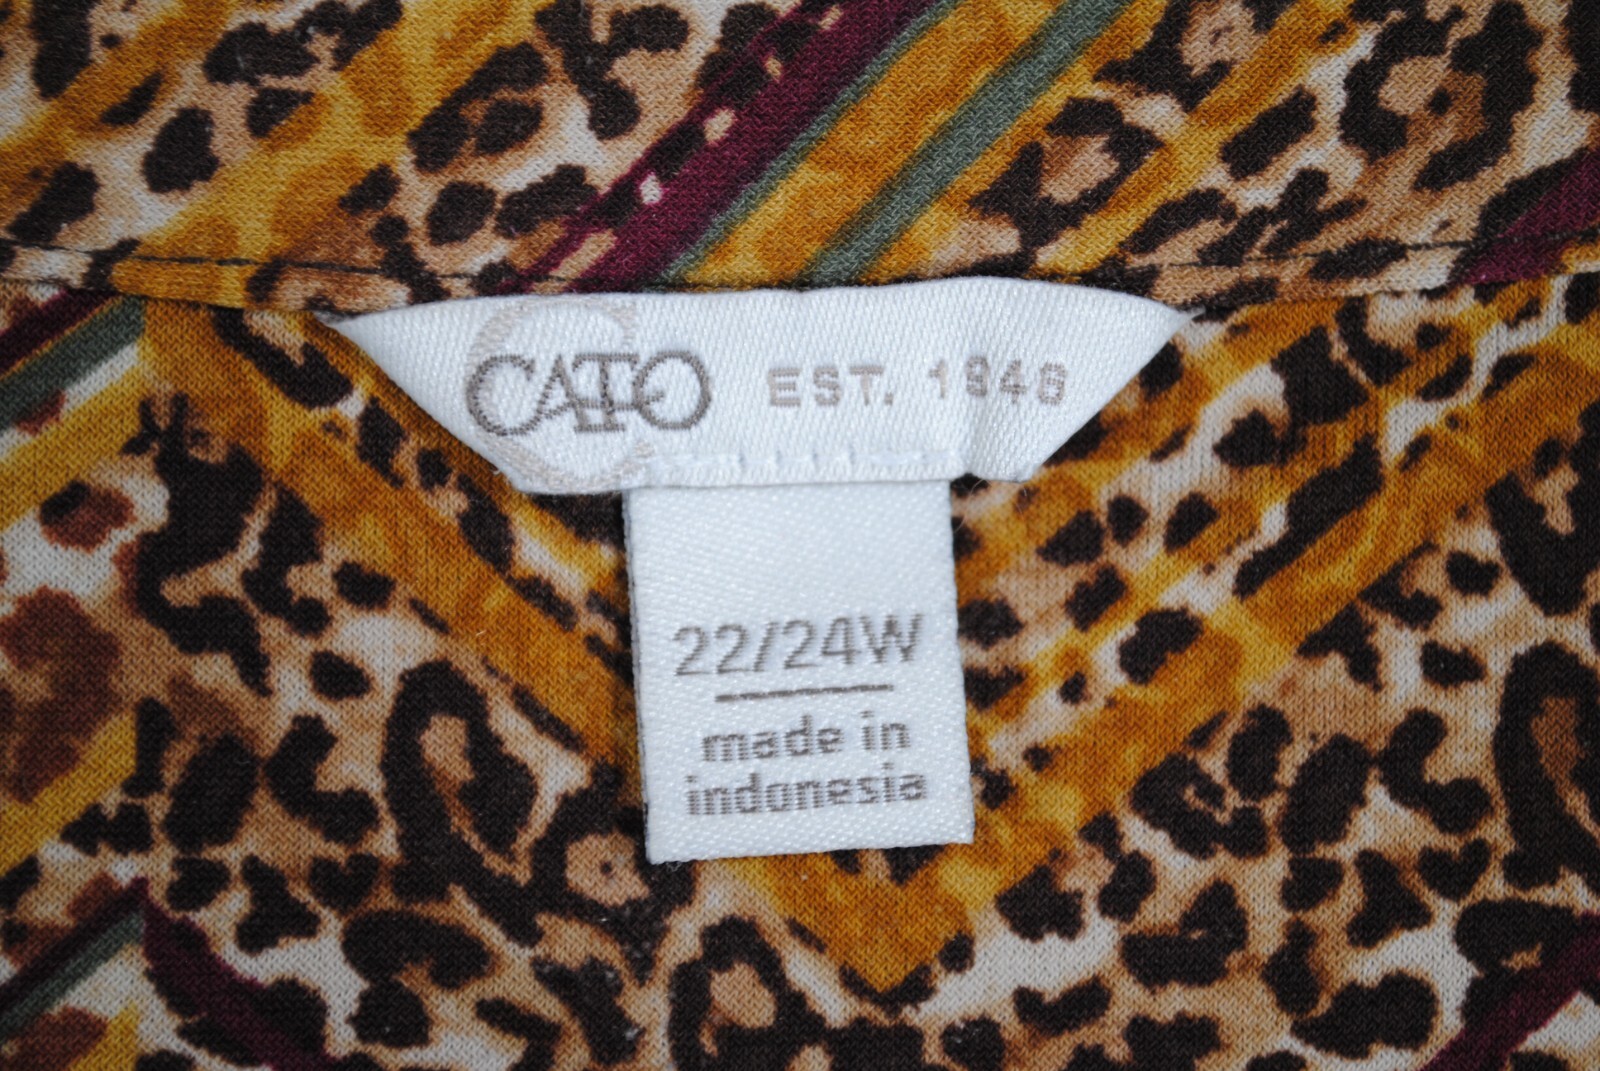 CATO EST. 1946
22/24W
made in
indonesia